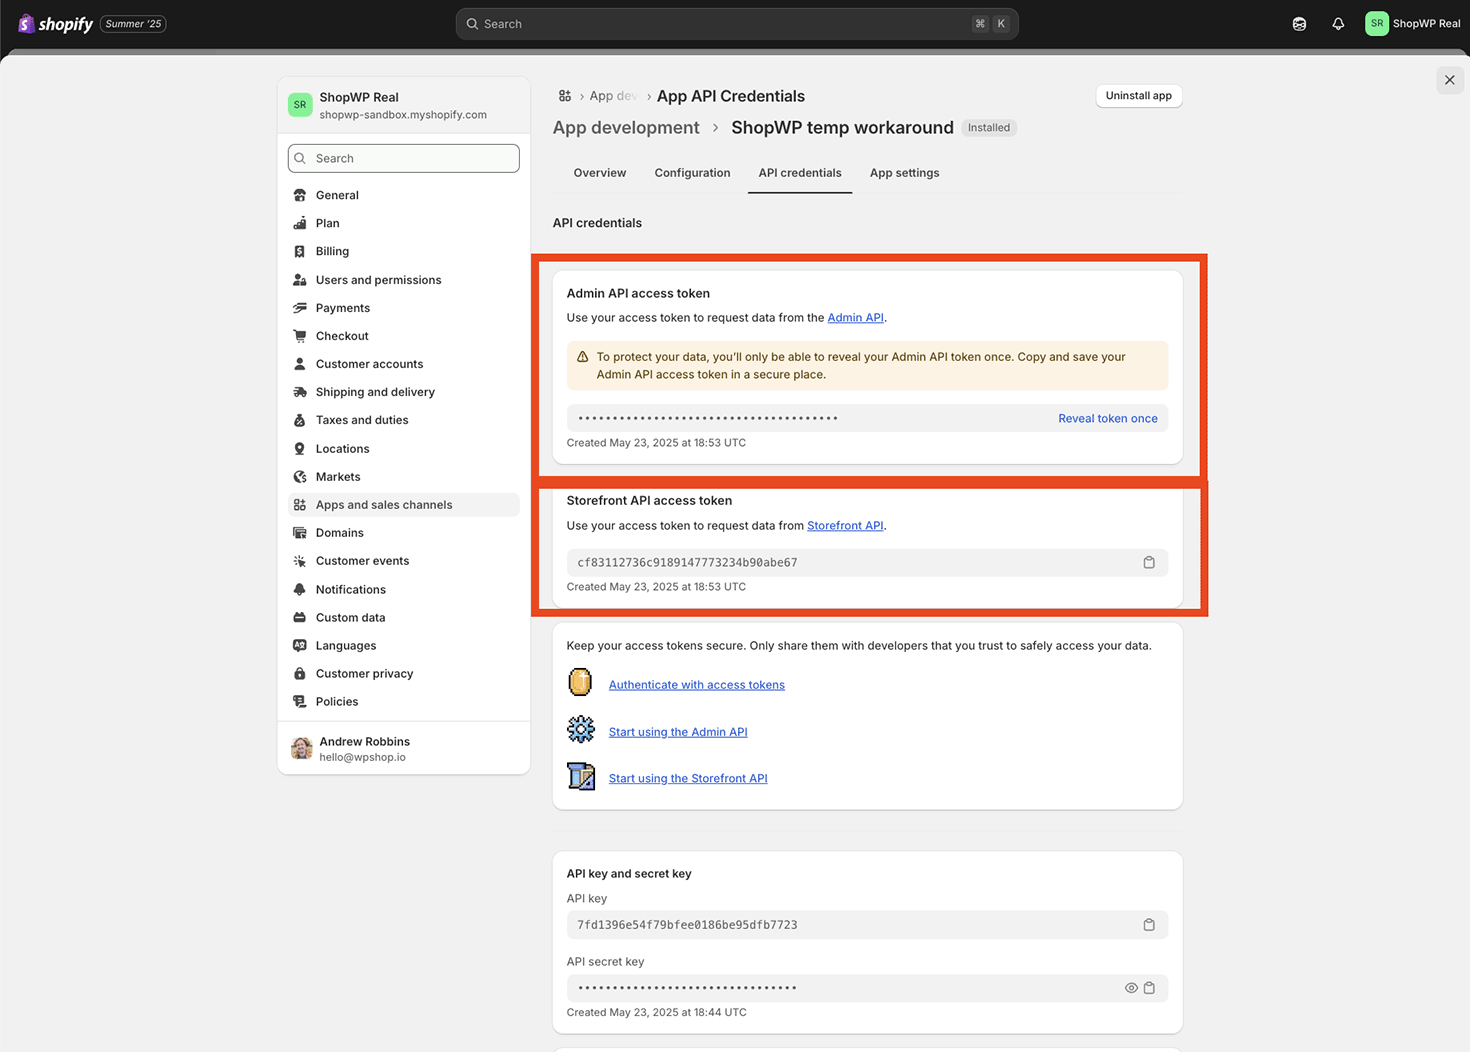 shopify
Summer '25
Search
⌘ K
SR
ShopWP Real
SR
ShopWP Real
shopwp-sandbox.myshopify.com
Search
General
Plan
Billing
Users and permissions
Payments
Checkout
Customer accounts
Shipping and delivery
Taxes and duties
Locations
Markets
Apps and sales channels
Domains
Customer events
Notifications
Custom data
Languages
Customer privacy
Policies
Andrew Robbins
hello@wpshop.io
App dev › App API Credentials
Uninstall app
App development › ShopWP temp workaround Installed
Overview Configuration API credentials App settings
API credentials
Admin API access token
Use your access token to request data from the Admin API.
To protect your data, you'll only be able to reveal your Admin API token once. Copy and save your
Admin API access token in a secure place.
Reveal token once
Created May 23, 2025 at 18:53 UTC
Storefront API access token
Use your access token to request data from Storefront API.
cf83112736c9189147773234b90abe67
Created May 23, 2025 at 18:53 UTC
Keep your access tokens secure. Only share them with developers that you trust to safely access your data.
Authenticate with access tokens
Start using the Admin API
Start using the Storefront API
API key and secret key
API key
7fd1396e54f79bfee0186be95dfb7723
API secret key
Created May 23, 2025 at 18:44 UTC